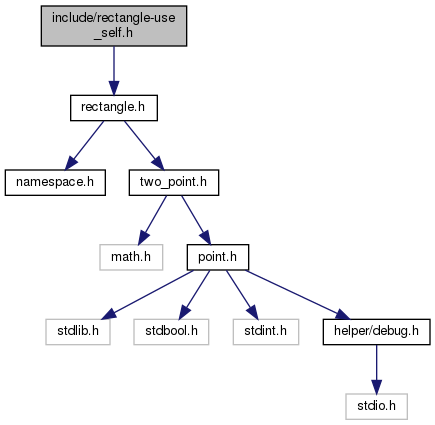 include/rectangle-use
_self.h
rectangle.h
namespace.h
two_point.h
math.h
point.h
stdlib.h
stdbool.h
stdint.h
helper/debug.h
stdio.h